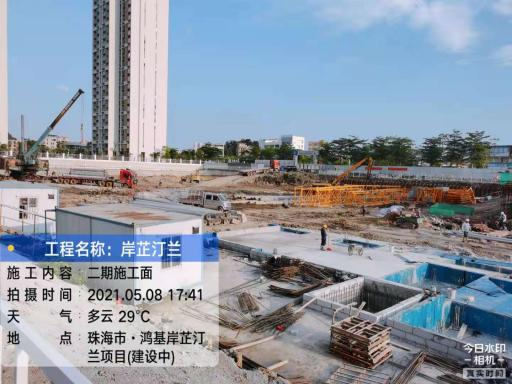 工程名称：岸芷汀兰
施工内容：二期施工面
拍摄时间：2021.05.08 17:41
天气：多云 29℃
地点：珠海市·鸿基岸芷汀
兰项目(建设中)
今日水印
-相机-
真实时间